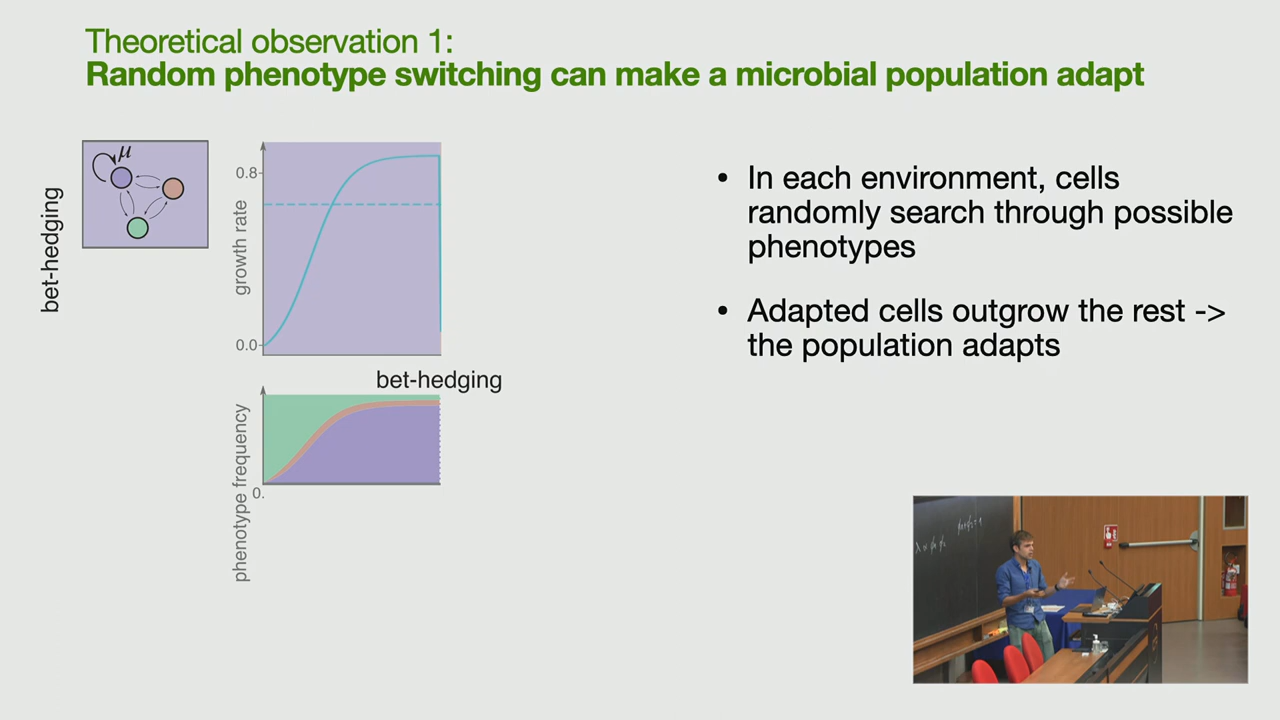 Theoretical observation 1:
Random phenotype switching can make a microbial population adapt
bet-hedging
μ
growth rate
0.8
0.0
bet-hedging
phenotype frequency
0.
• In each environment, cells
randomly search through possible
phenotypes
• Adapted cells outgrow the rest ->
the population adapts